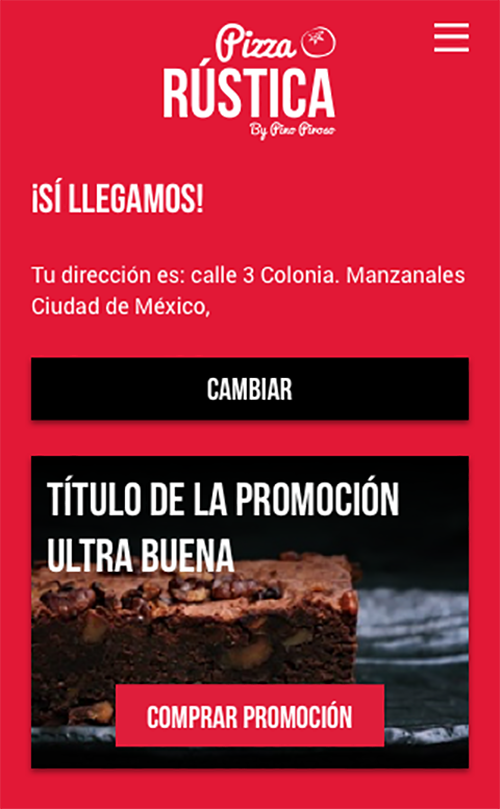 Pizza
RÚSTICA
By Pino Piroso
¡SÍ LLEGAMOS!
Tu dirección es: calle 3 Colonia. Manzanales
Ciudad de México,
CAMBIAR
TÍTULO DE LA PROMOCIÓN
ULTRA BUENA
COMPRAR PROMOCIÓN